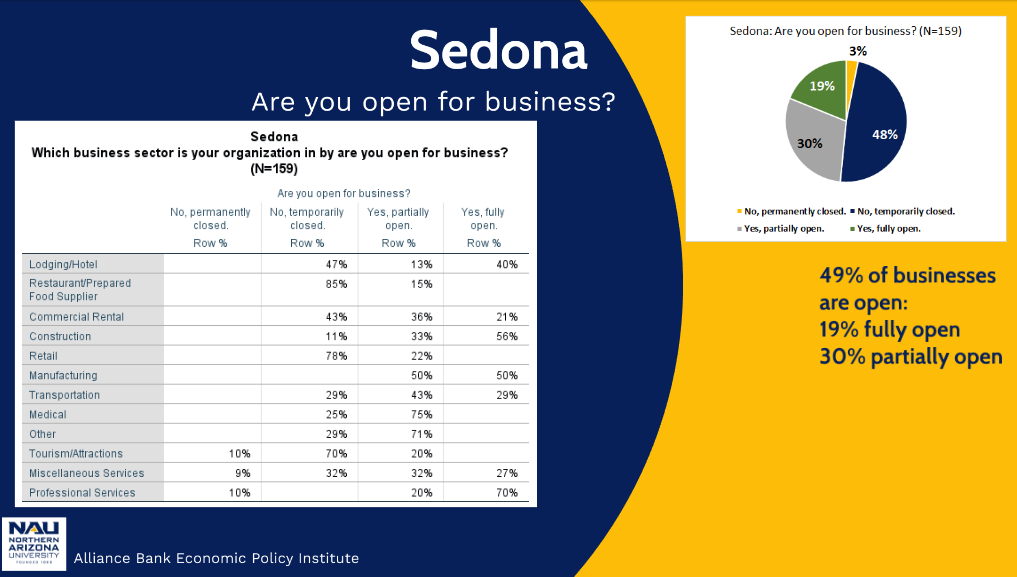 Sedona
Are you open for business?
Sedona
Which business sector is your organization in by are you open for business?
(N=159)
Are you open for business?
No, permanently closed. No, temporarily closed. Yes, partially open. Yes, fully open.
Row % Row % Row % Row %
Lodging/Hotel 47% 13% 40%
Restaurant/Prepared Food Supplier 85% 15%
Commercial Rental 43% 36% 21%
Construction 11% 33% 56%
Retail 78% 22%
Manufacturing 50% 50%
Transportation 29% 43% 29%
Medical 25% 75%
Other 29% 71%
Tourism/Attractions 10% 70% 20%
Miscellaneous Services 9% 32% 32% 27%
Professional Services 10% 20% 70%
Sedona: Are you open for business? (N=159)
3%
19%
48%
30%
No, permanently closed. No, temporarily closed.
Yes, partially open. Yes, fully open.
49% of businesses
are open:
19% fully open
30% partially open
NAU
NORTHERN
ARIZONA
UNIVERSITY
Alliance Bank Economic Policy Institute